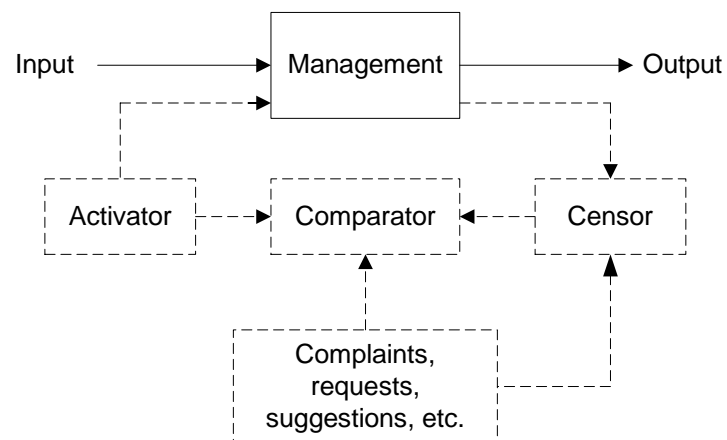 Input
Management
Output
Activator
Comparator
Censor
Complaints,
requests,
suggestions, etc.